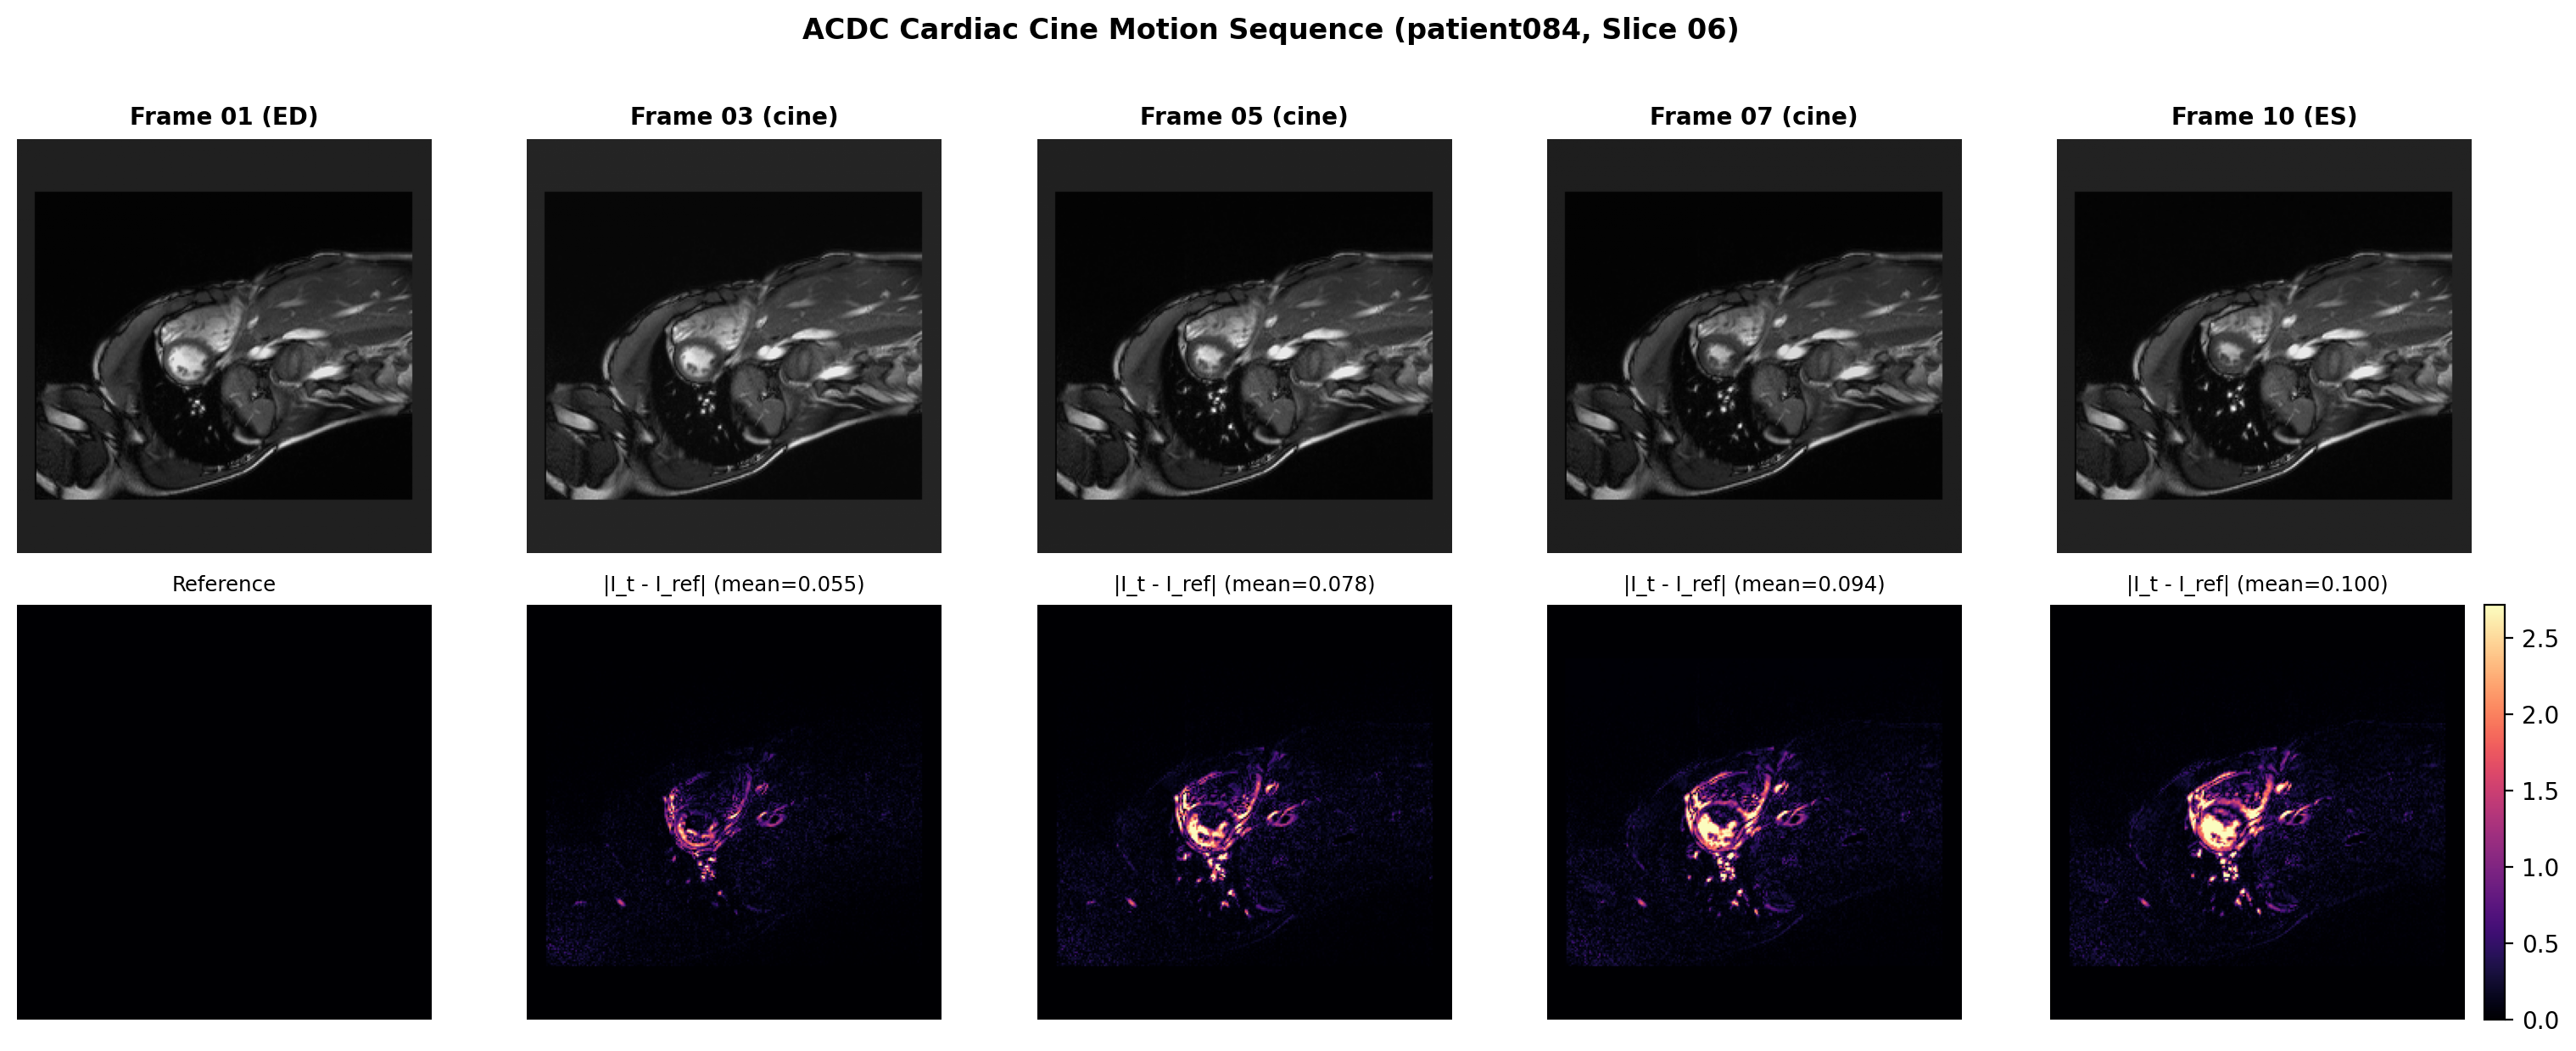 ACDC Cardiac Cine Motion Sequence (patient084, Slice 06)
Frame 01 (ED)
Frame 03 (cine)
Frame 05 (cine)
Frame 07 (cine)
Frame 10 (ES)
Reference
|I_t - I_ref| (mean=0.055)
|I_t - I_ref| (mean=0.078)
|I_t - I_ref| (mean=0.094)
|I_t - I_ref| (mean=0.100)
2.5
2.0
1.5
1.0
0.5
0.0